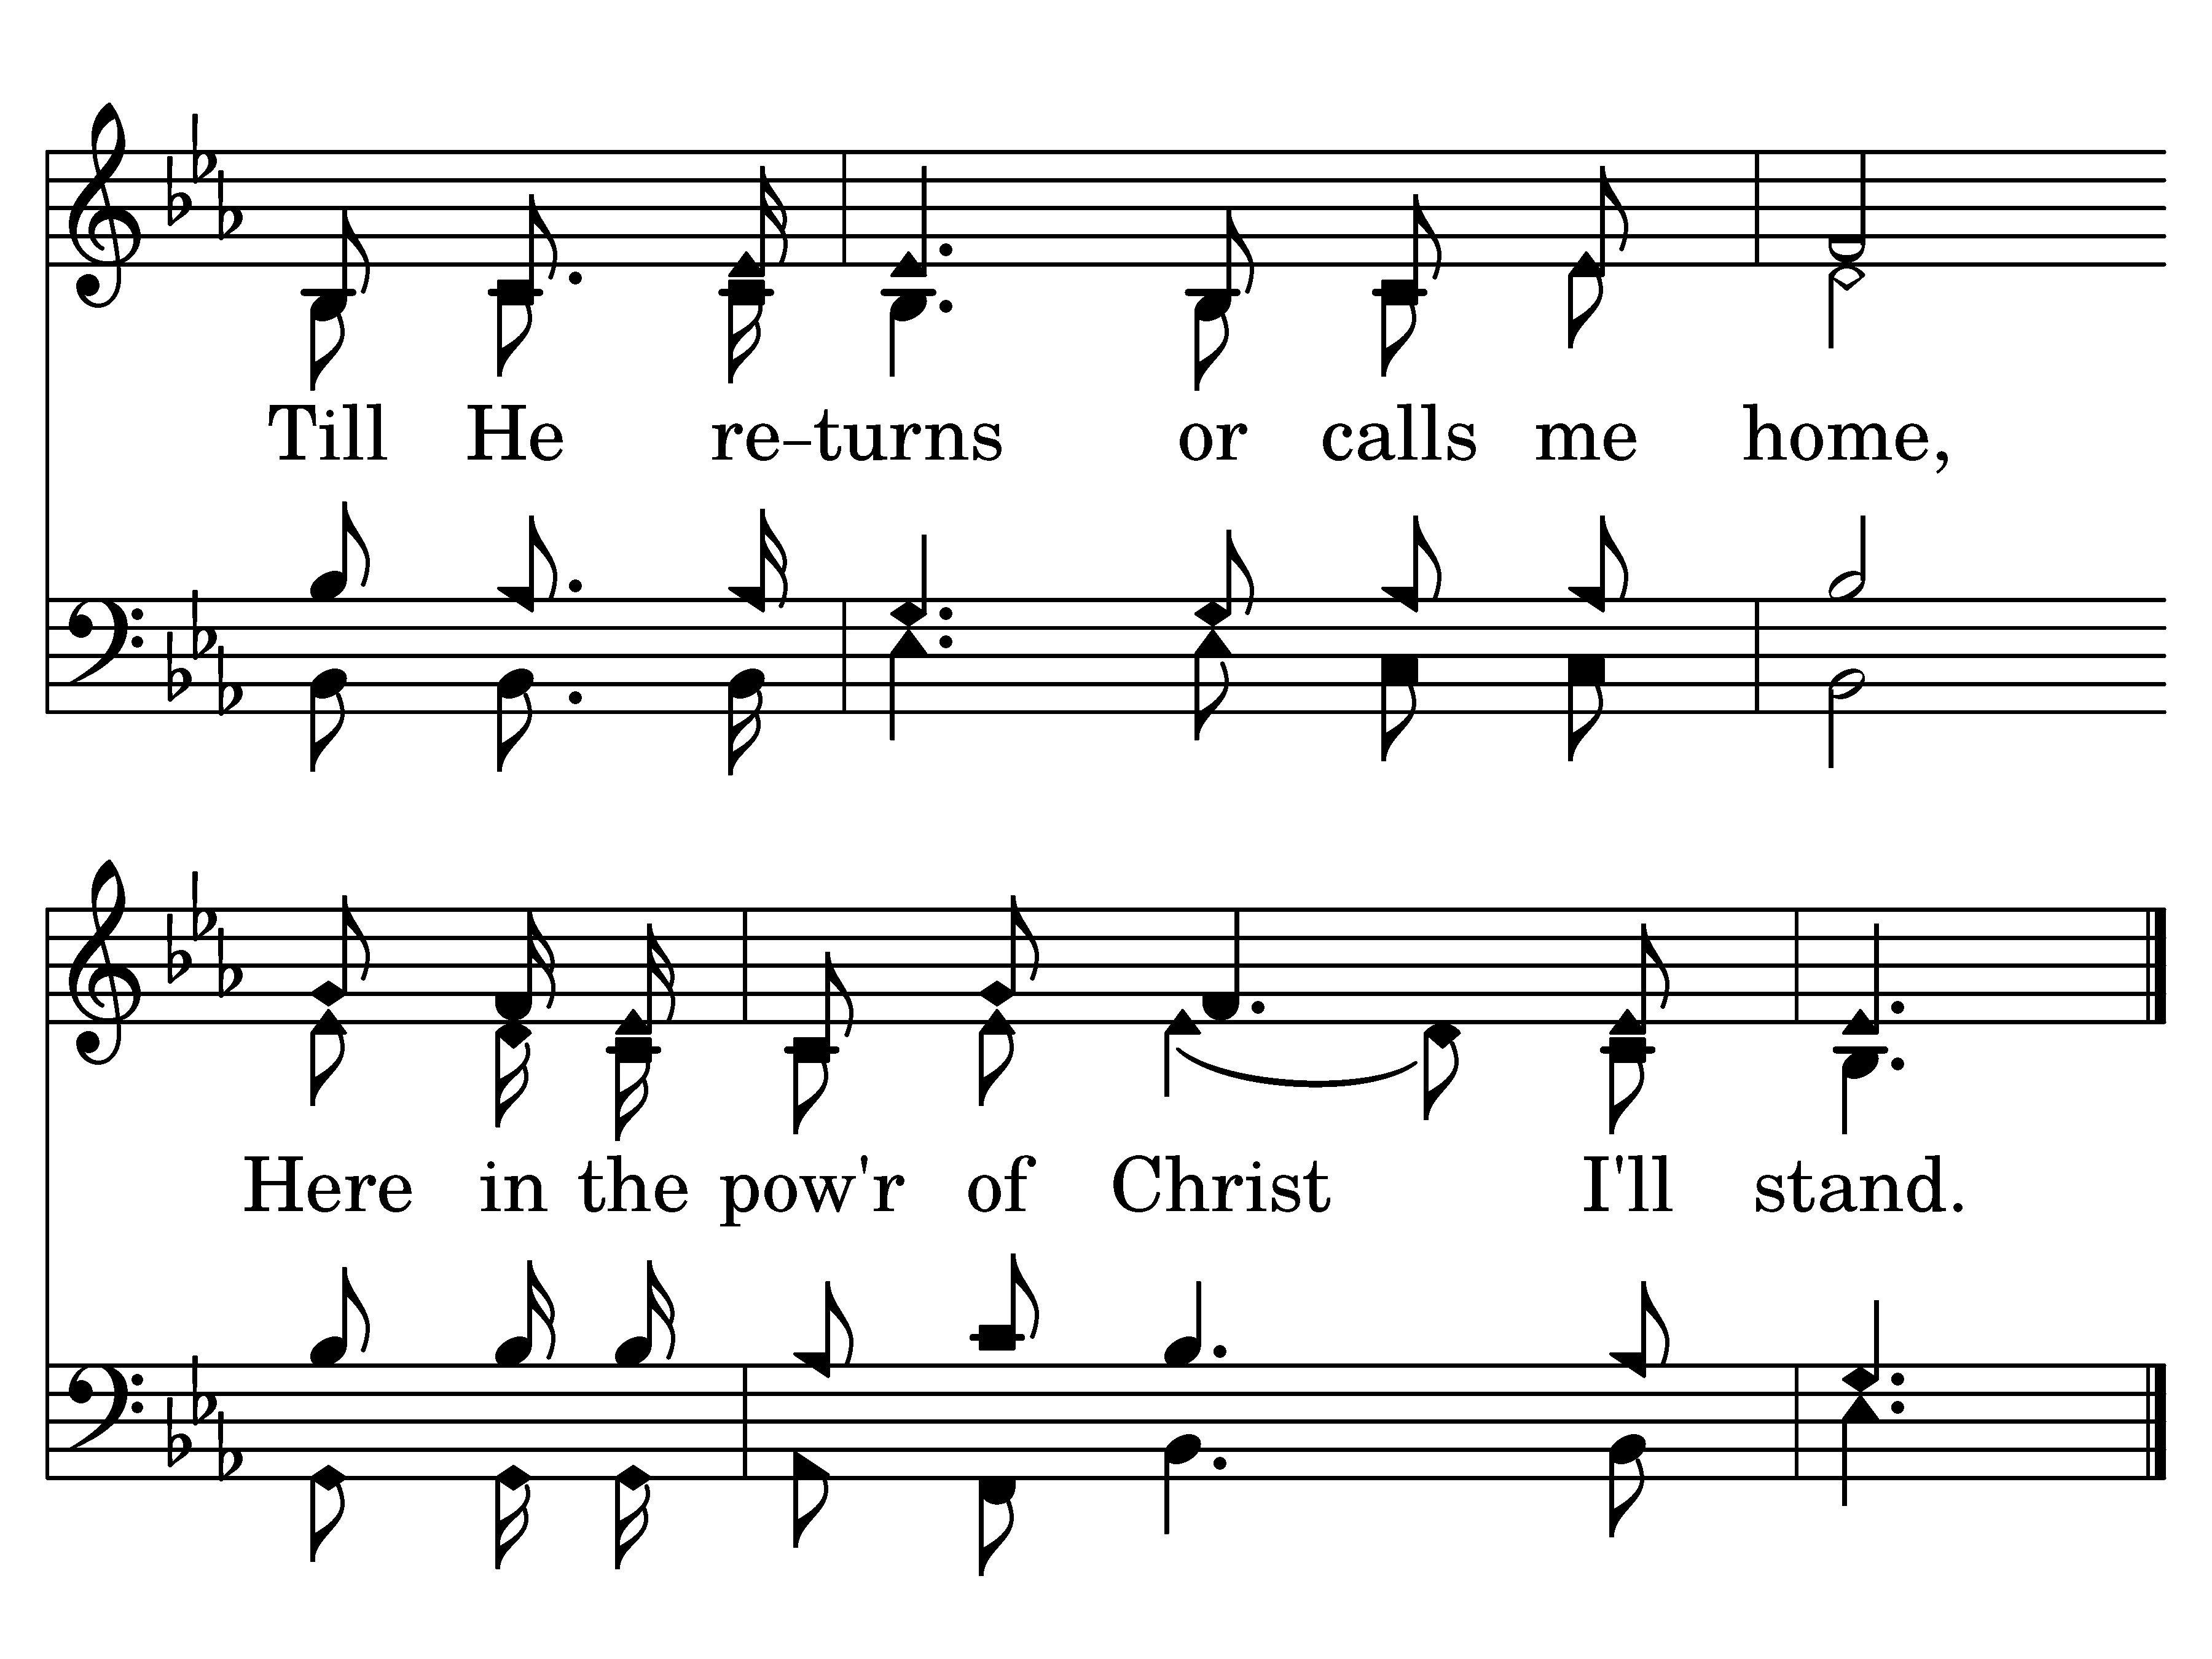 Till He re-turns or calls me home,
Here in the pow'r of Christ I'll stand.